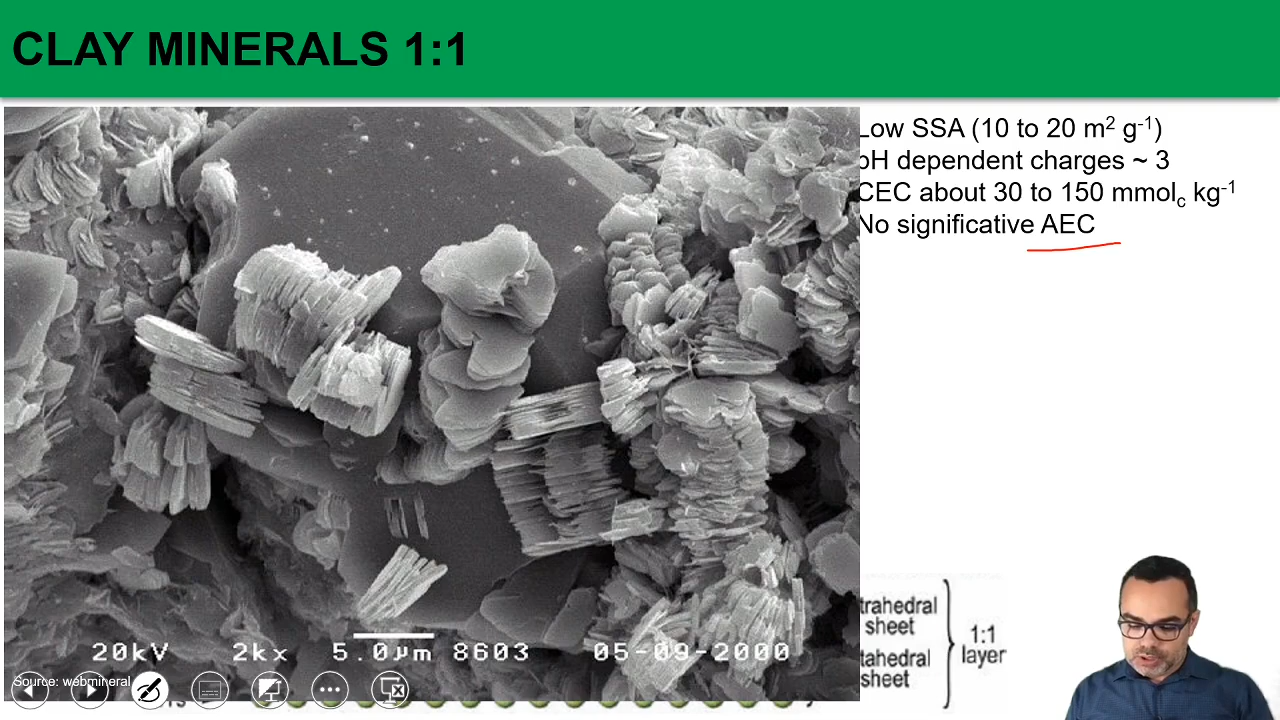 CLAY MINERALS 1:1
Low SSA (10 to 20 m² g⁻¹)
pH dependent charges ~ 3
CEC about 30 to 150 mmolc kg⁻¹
No significative AEC
trahedral
sheet
tahedral
sheet
1:1
layer
20kV 2kx 5.0µm 8603 05-09-2000
Source: webmineral